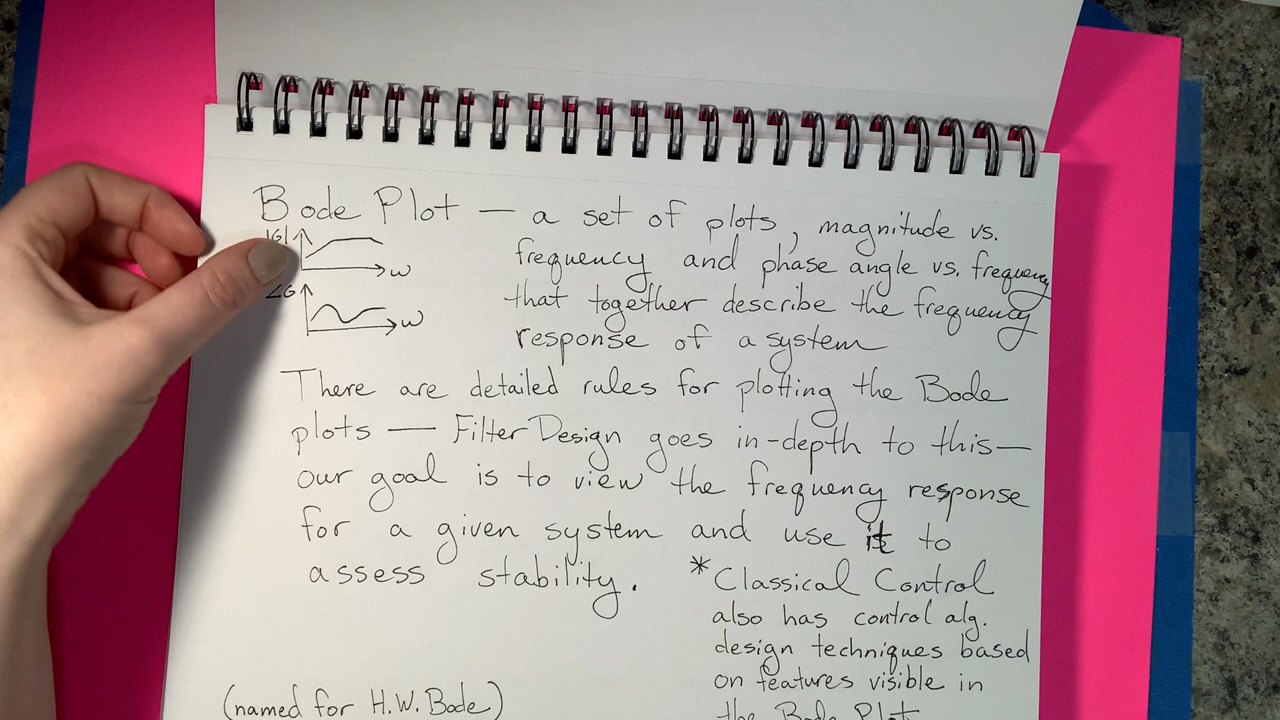 Bode Plot — a set of plots, magnitude vs.
frequency and phase angle vs. frequency
that together describe the frequency
response of a system
|G|
ω
∠G
ω
There are detailed rules for plotting the Bode
plots — Filter Design goes in-depth to this—
our goal is to view the frequency response
for a given system and use it to
assess stability.
*Classical Control
also has control alg.
design techniques based
on features visible in
the Bode Plot
(named for H.W. Bode)